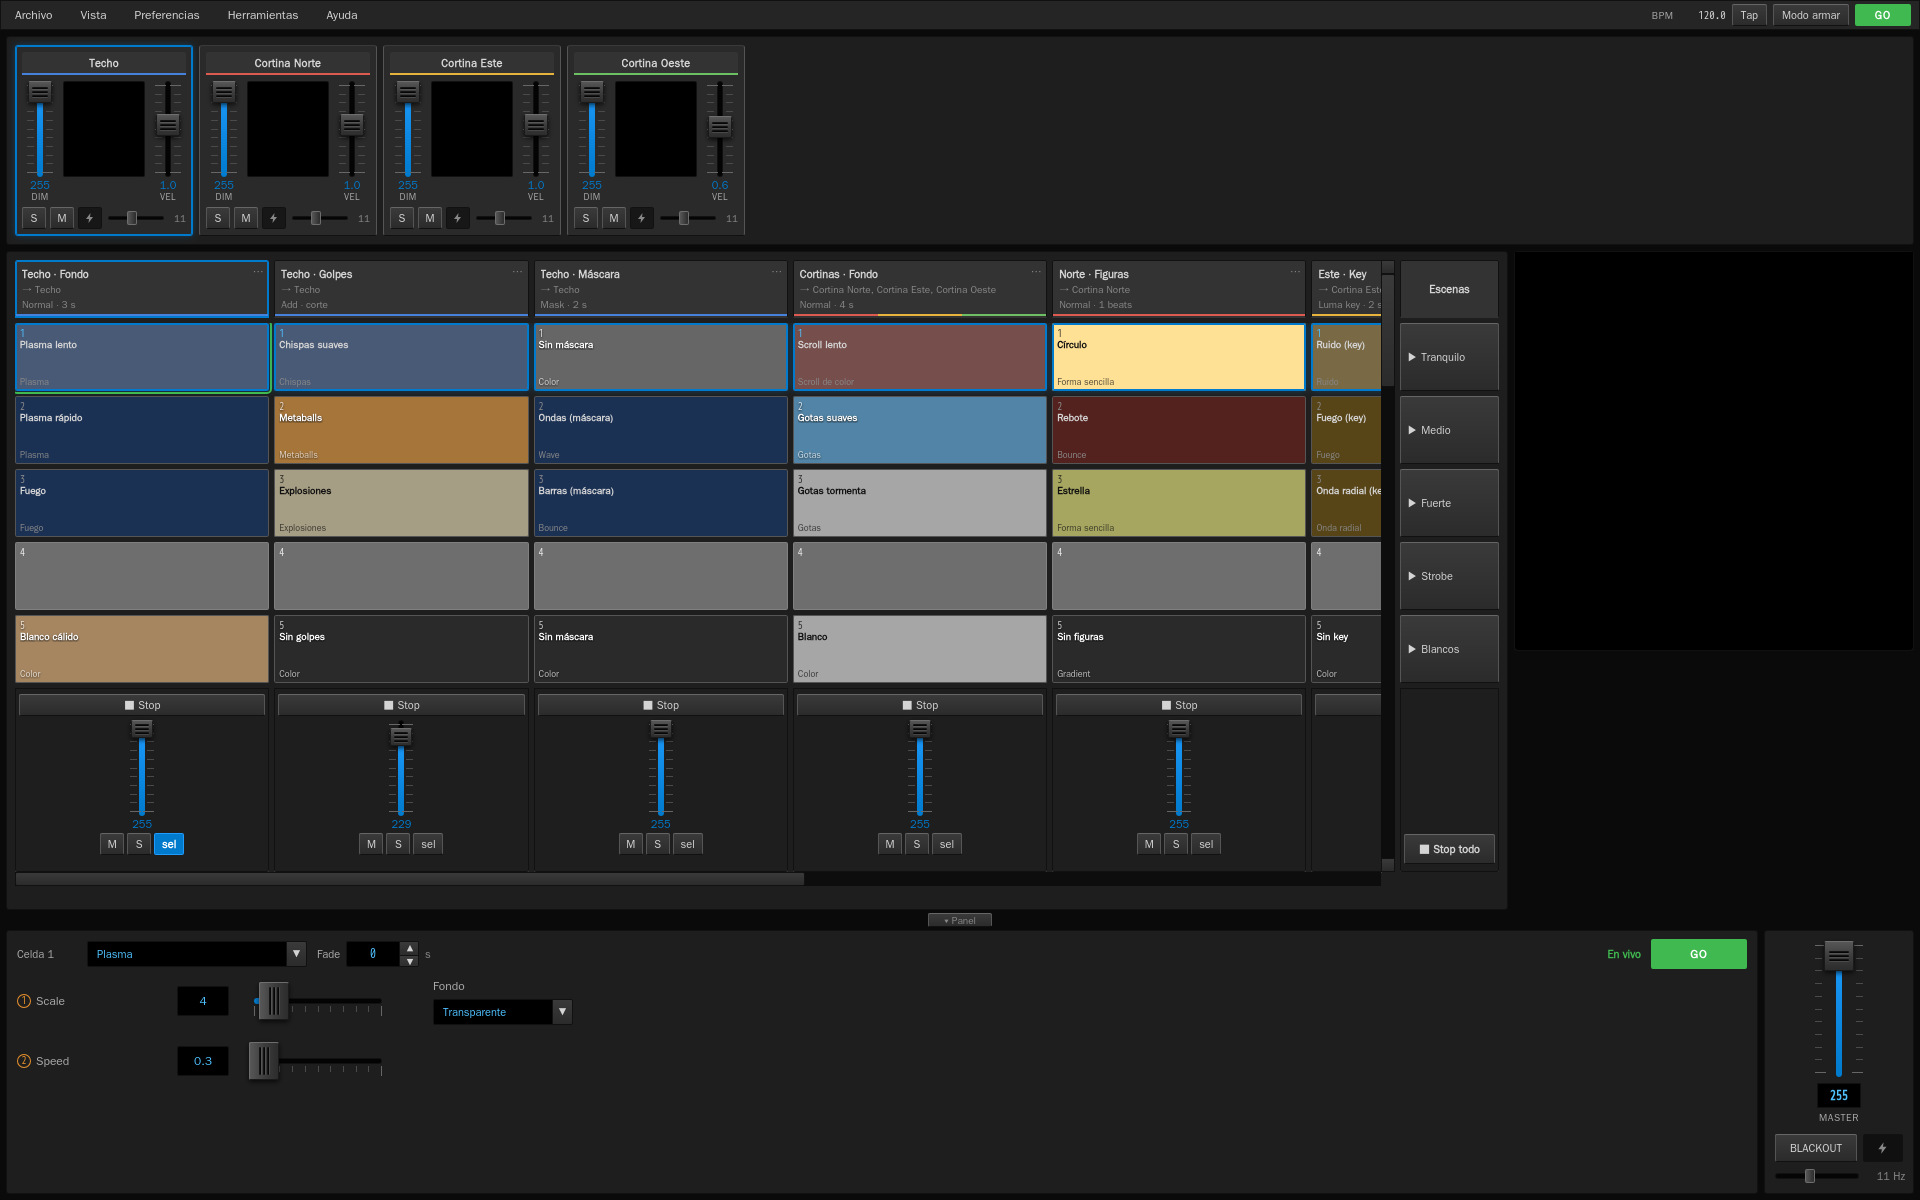 Archivo Vista Preferencias Herramientas Ayuda BPM 120.0 Tap Modo armar GO
Techo Cortina Norte Cortina Este Cortina Oeste
255 1.0 255 1.0 255 1.0 255 0.6
DIM VEL DIM VEL DIM VEL DIM VEL
S M 11 S M 11 S M 11 S M 11
Techo · Fondo ... Techo · Golpes ... Techo · Máscara ... Cortinas · Fondo ... Norte · Figuras ... Este · Key
→ Techo → Techo → Techo → Cortina Norte, Cortina Este, Cortina Oeste → Cortina Norte → Cortina Est
Normal · 3 s Add · corte Mask · 2 s Normal · 4 s Normal · 1 beats Luma key · 2 s
Escenas
1 1 1 1 1 1
Plasma lento Chispas suaves Sin máscara Scroll lento Círculo Ruido (key)
▶ Tranquilo
Plasma Chispas Color Scroll de color Forma sencilla Ruido
2 2 2 2 2 2
Plasma rápido Metaballs Ondas (máscara) Gotas suaves Rebote Fuego (key)
▶ Medio
Plasma Metaballs Wave Gotas Bounce Fuego
3 3 3 3 3 3
Fuego Explosiones Barras (máscara) Gotas tormenta Estrella Onda radial (ke
▶ Fuerte
Fuego Explosiones Bounce Gotas Forma sencilla Onda radial
4 4 4 4 4 4
▶ Strobe
5 5 5 5 5 5
Blanco cálido Sin golpes Sin máscara Blanco Sin figuras Sin key
▶ Blancos
Color Color Color Color Gradient Color
Stop Stop Stop Stop Stop
255 229 255 255 255
M S sel M S sel M S sel M S sel M S sel
Stop todo
▾ Panel
Celda 1 Plasma ▼ Fade 0 s En vivo GO
Fondo
1 Scale 4
Transparente ▼
2 Speed 0.3
255
MASTER
BLACKOUT
11 Hz